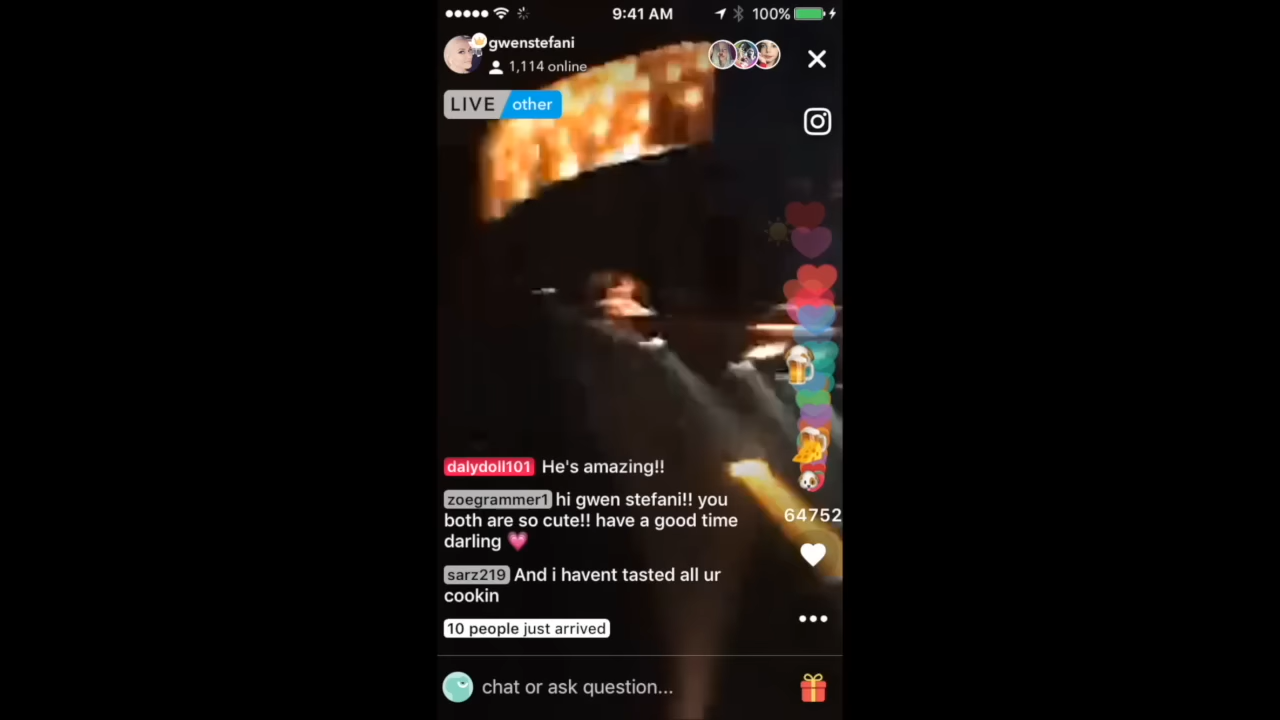 9:41 AM
100%
gwenstefani
1,114 online
LIVE other
dalydoll101 He's amazing!!
zoegrammer1 hi gwen stefani!! you
both are so cute!! have a good time
darling 💗
sarz219 And i havent tasted all ur
cookin
64752
10 people just arrived
chat or ask question...